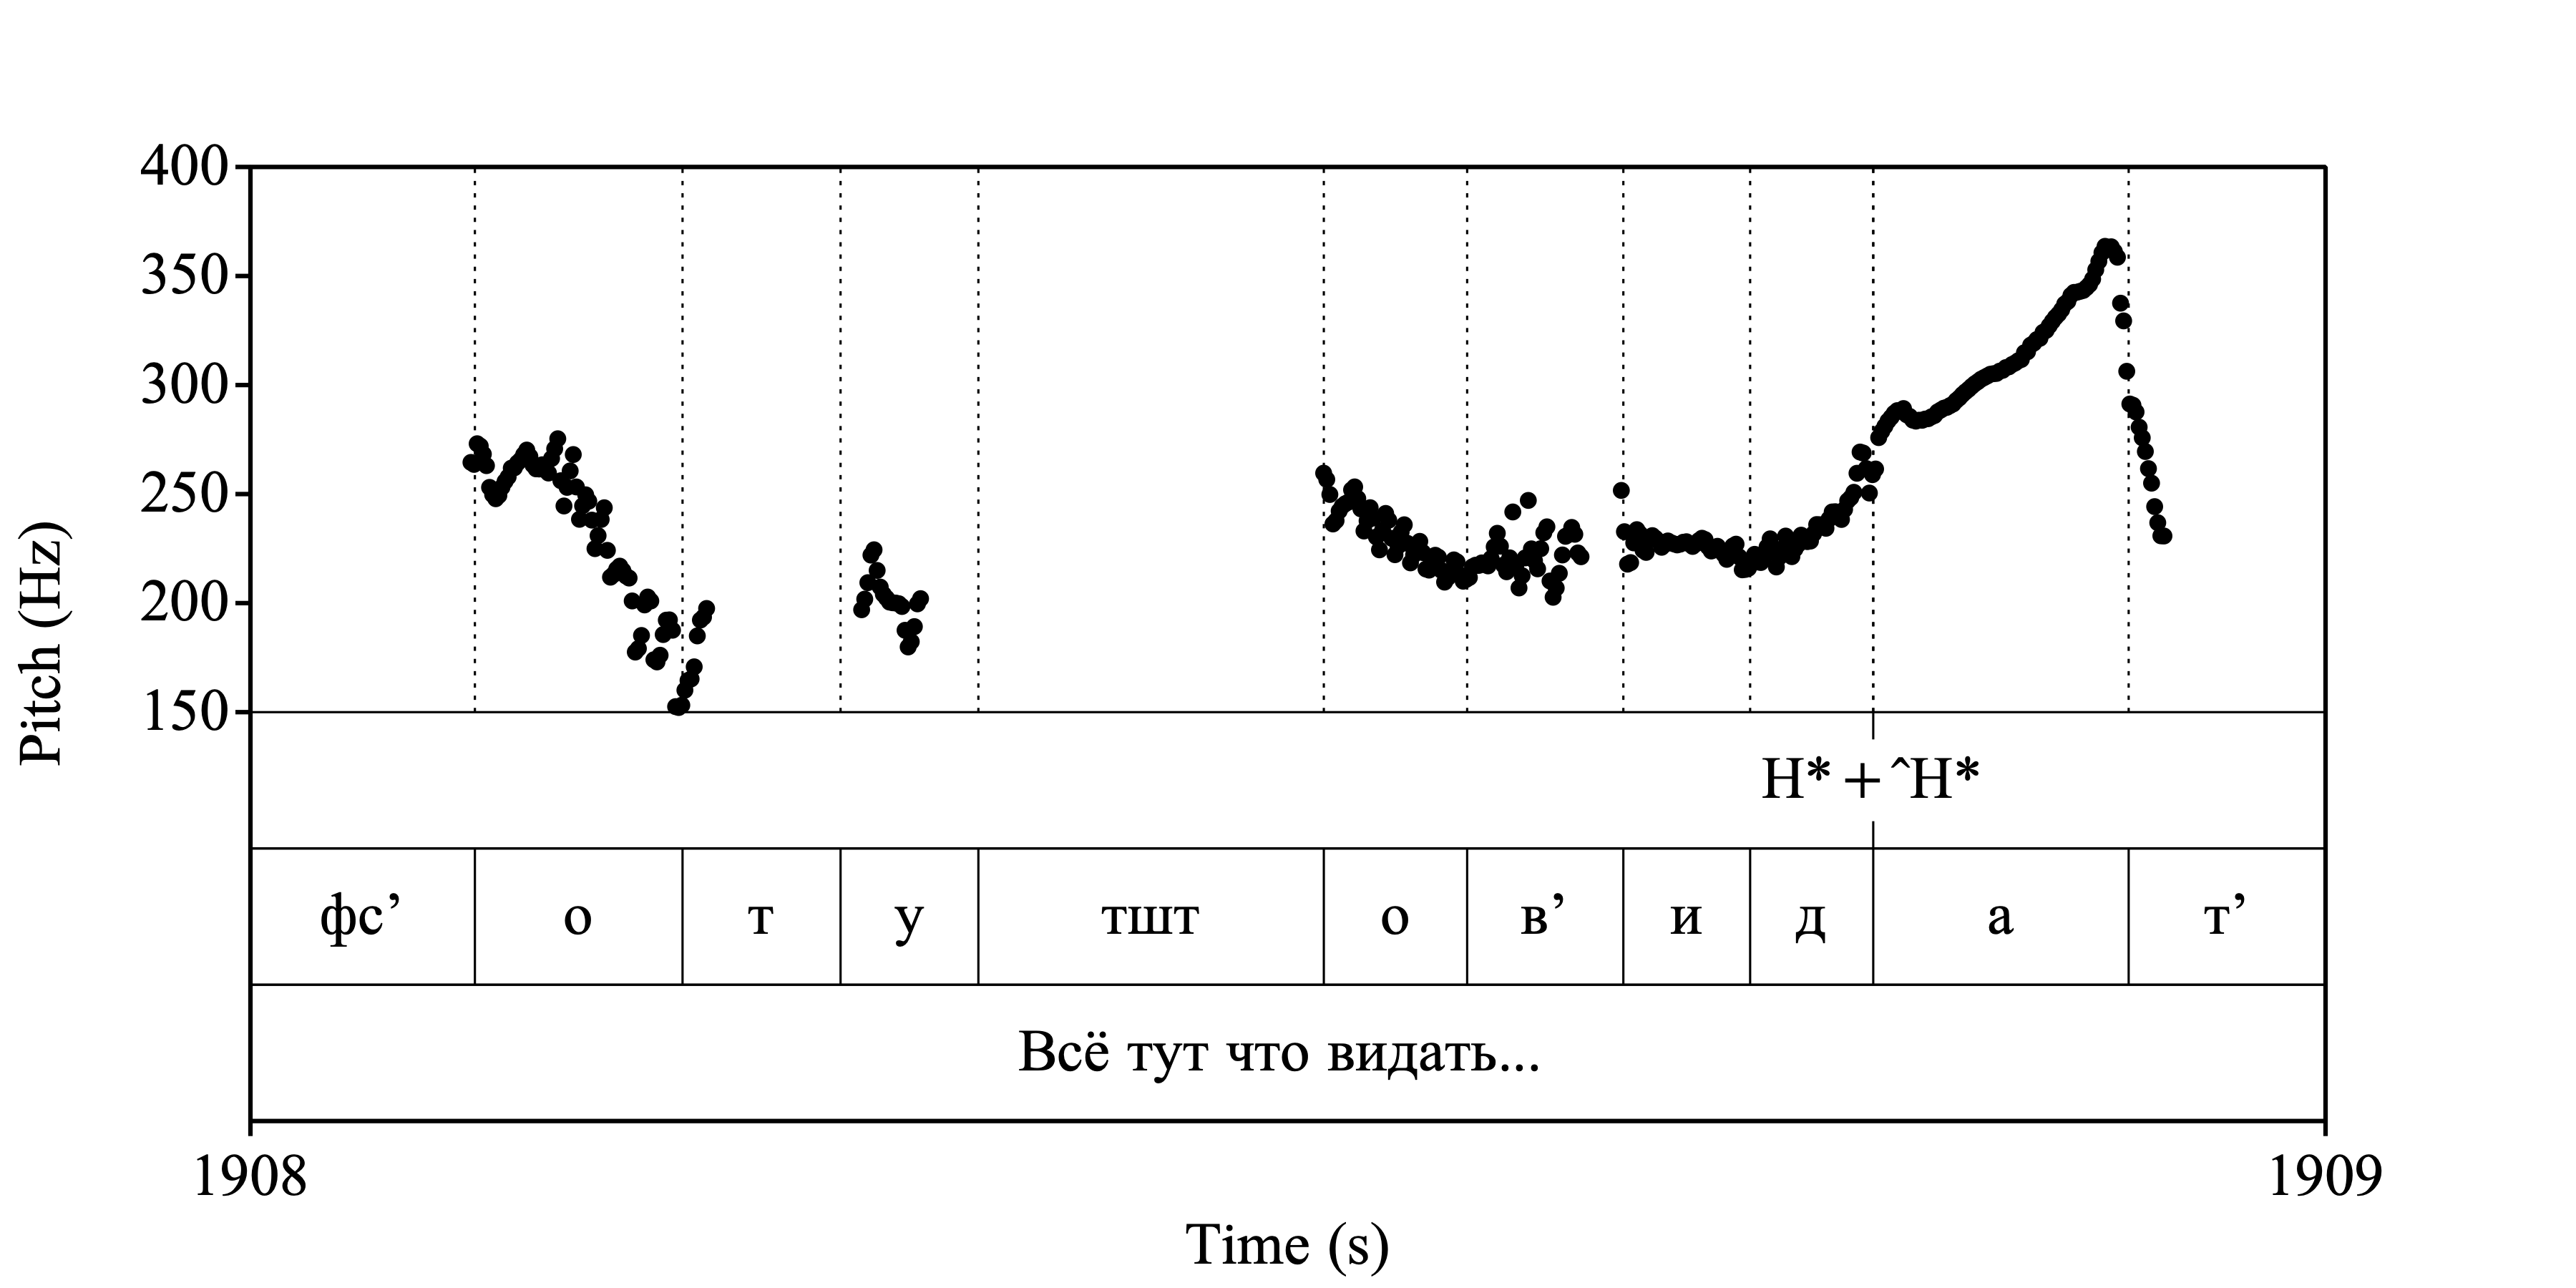 400
350
300
250
200
150
Pitch (Hz)
H* + ^H*
фс’ о т у тшт о в’ и д а т’
Всё тут что видать...
1908 1909
Time (s)